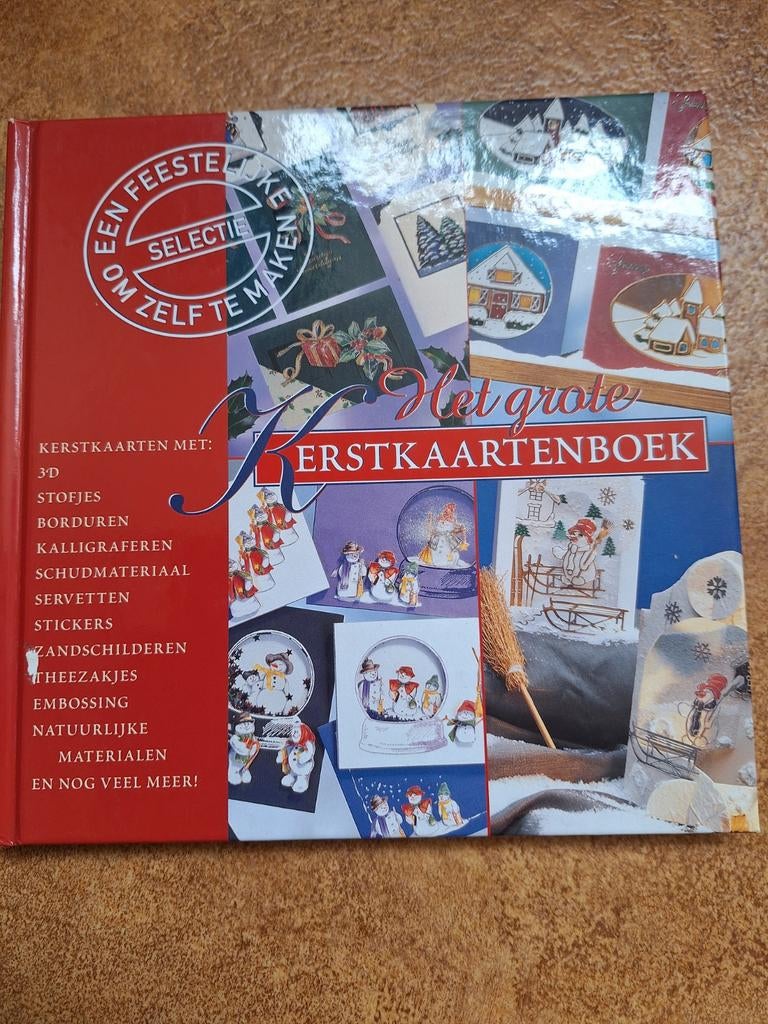 EEN FEESTELIJKE
SELECTIE
OM ZELF TE MAKEN
Het grote
KERSTKAARTENBOEK
KERSTKAARTEN MET:
3D
STOFJES
BORDUREN
KALLIGRAFEREN
SCHUDMATERIAAL
SERVETTEN
STICKERS
ZANDSCHILDEREN
THEEZAKJES
EMBOSSING
NATUURLIJKE
MATERIALEN
EN NOG VEEL MEER!